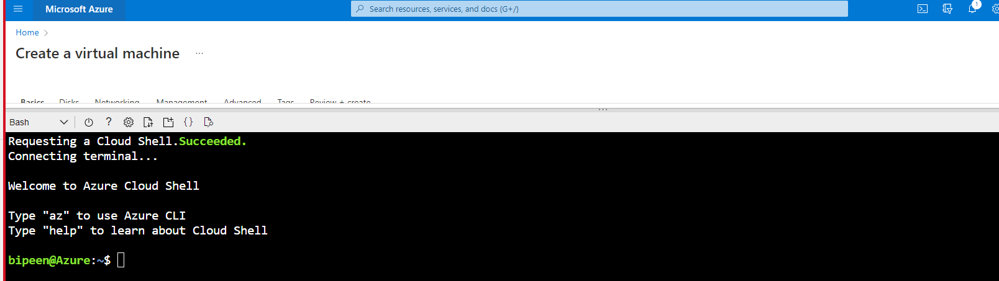 Microsoft Azure
Search resources, services, and docs (G+/)
1
Home >
Create a virtual machine ...
Basics Disks Networking Management Advanced Tags Review + create
Bash ? {}
Requesting a Cloud Shell.Succeeded.
Connecting terminal...
Welcome to Azure Cloud Shell
Type "az" to use Azure CLI
Type "help" to learn about Cloud Shell
bipeen@Azure:~$